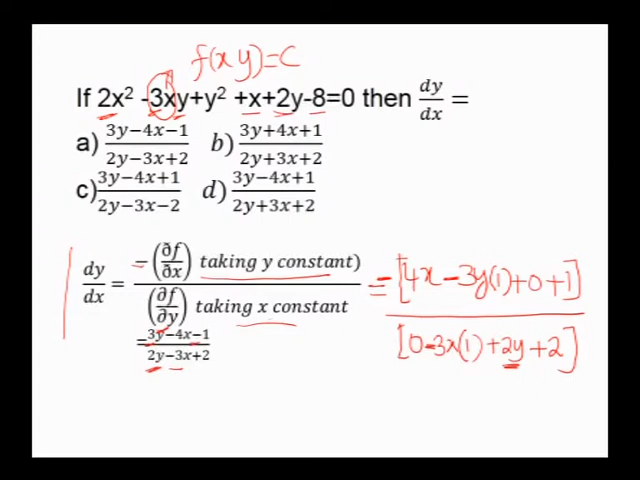 f(x y)=C
If 2x² -3xy+y² +x+2y-8=0 then dy/dx =
a) 3y−4x−1/2y−3x+2 b) 3y+4x+1/2y+3x+2
c) 3y−4x+1/2y−3x−2 d) 3y−4x+1/2y+3x+2
dy/dx = −(∂f/∂x) taking y constant) / (∂f/∂y) taking x constant
= −[4x −3y(1)+0+1] / [0-3x(1)+2y+2]
= 3y−4x−1/2y−3x+2